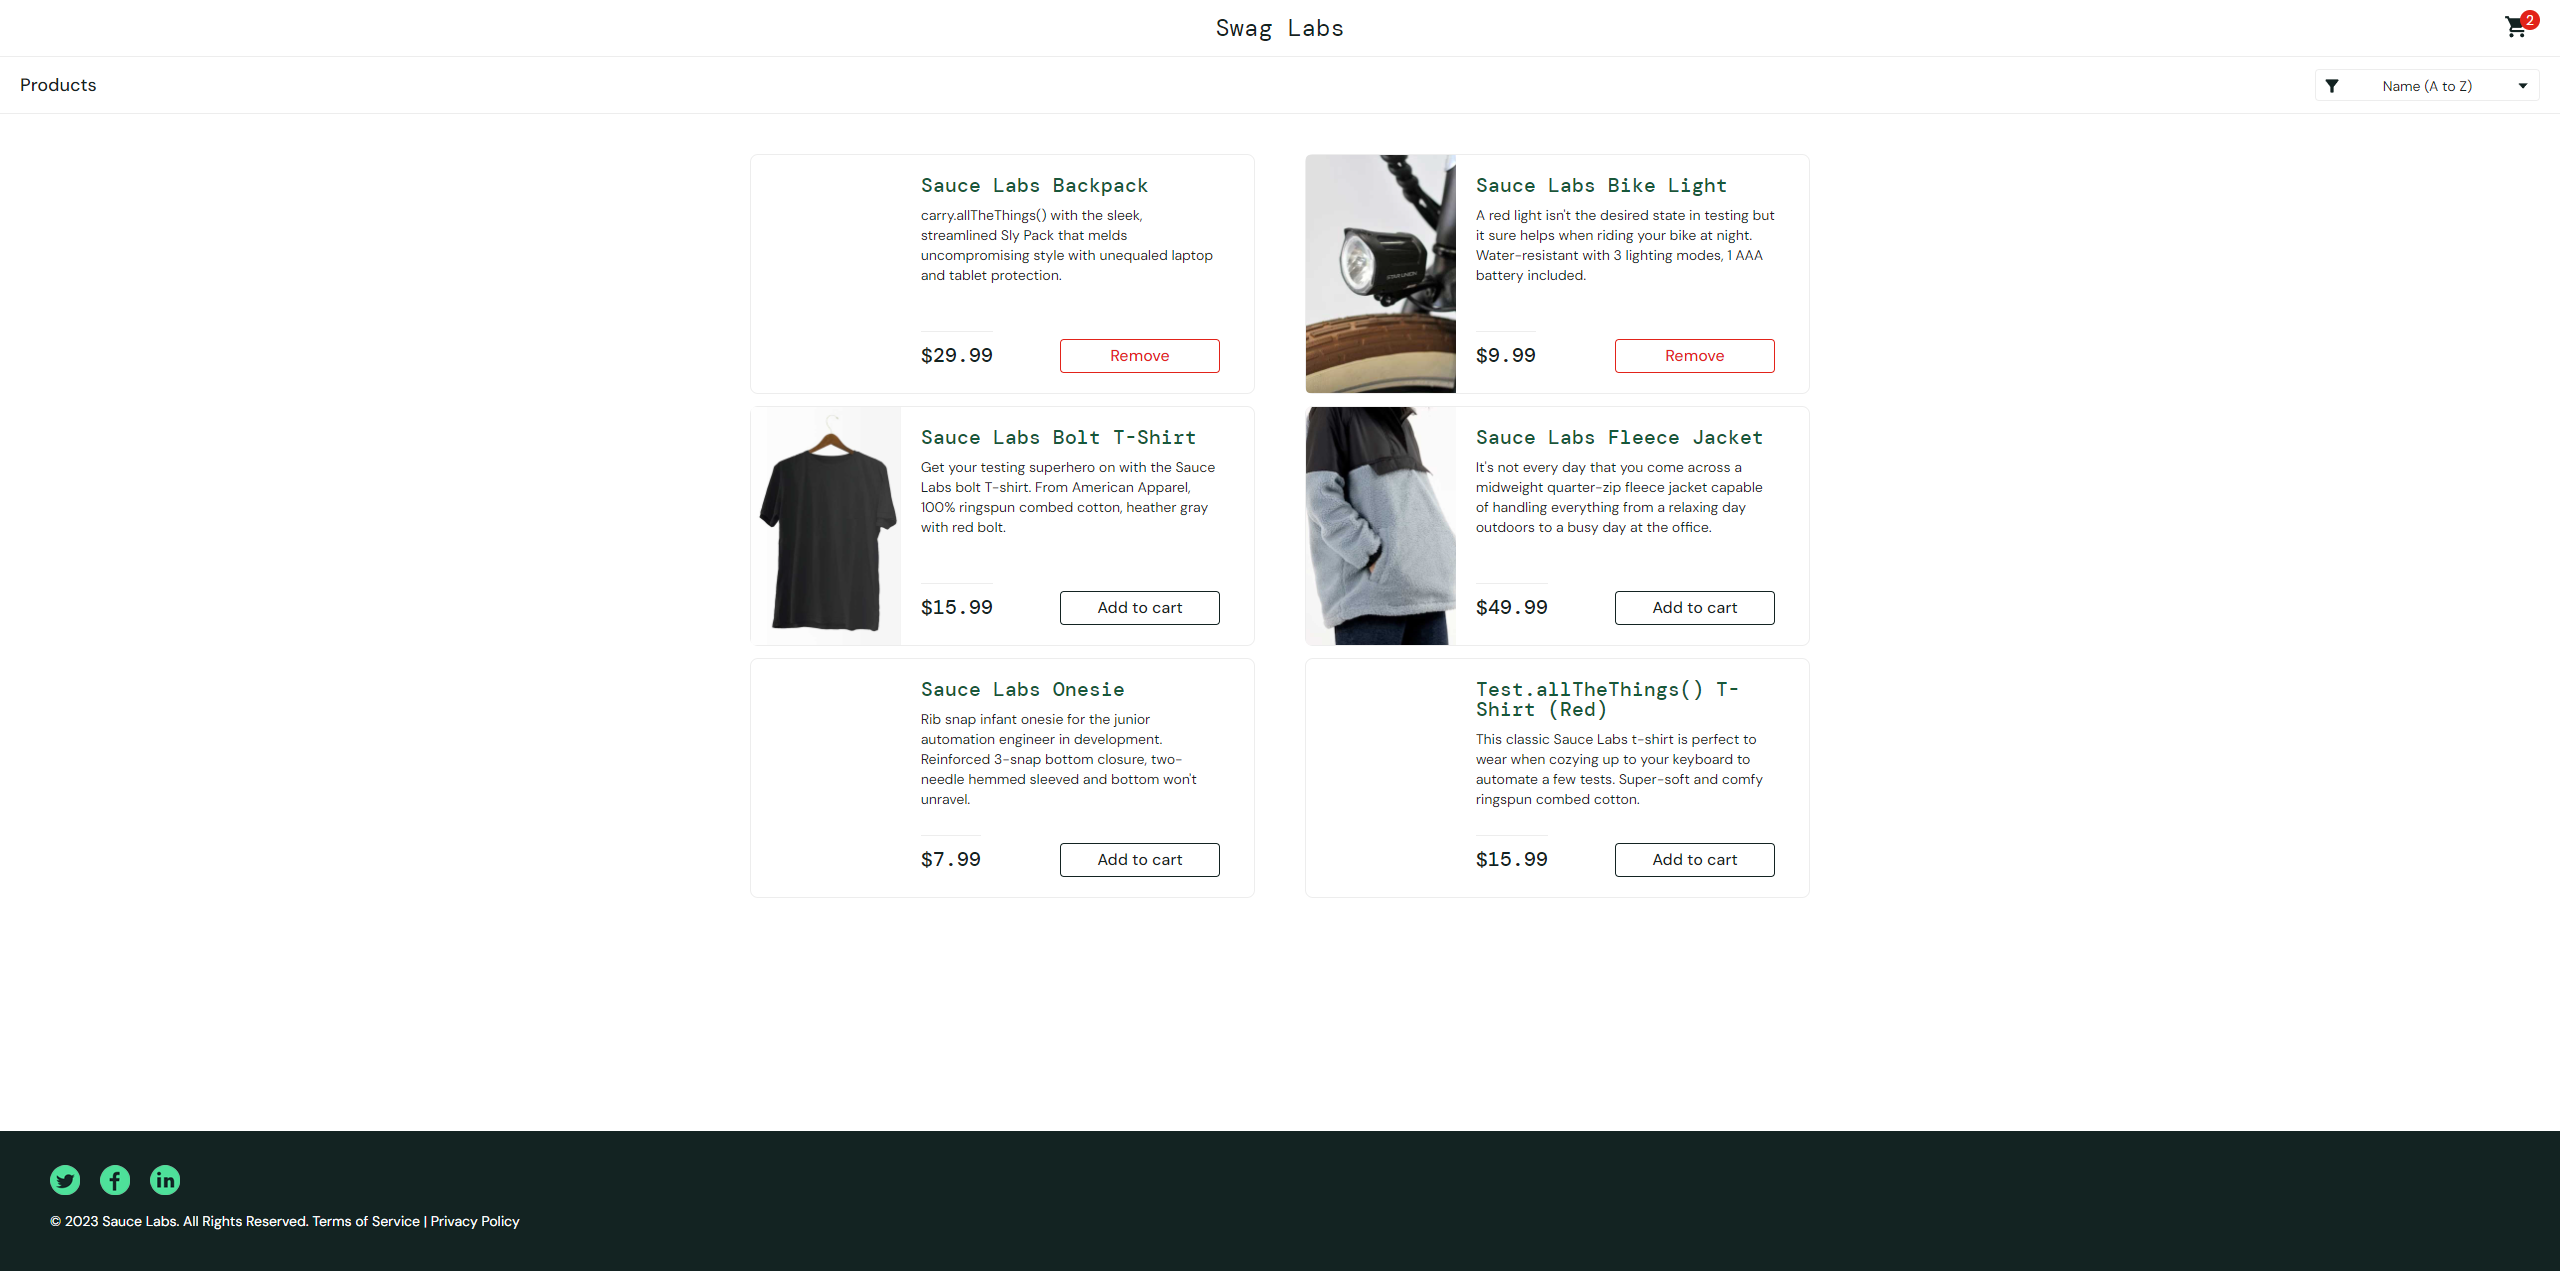 Swag Labs
2
Products
Name (A to Z)
Sauce Labs Backpack
carry.allTheThings() with the sleek,
streamlined Sly Pack that melds
uncompromising style with unequaled laptop
and tablet protection.
$29.99
Remove
Sauce Labs Bike Light
A red light isn't the desired state in testing but
it sure helps when riding your bike at night.
Water-resistant with 3 lighting modes, 1 AAA
battery included.
$9.99
Remove
Sauce Labs Bolt T-Shirt
Get your testing superhero on with the Sauce
Labs bolt T-shirt. From American Apparel,
100% ringspun combed cotton, heather gray
with red bolt.
$15.99
Add to cart
Sauce Labs Fleece Jacket
It's not every day that you come across a
midweight quarter-zip fleece jacket capable
of handling everything from a relaxing day
outdoors to a busy day at the office.
$49.99
Add to cart
Sauce Labs Onesie
Rib snap infant onesie for the junior
automation engineer in development.
Reinforced 3-snap bottom closure, two-
needle hemmed sleeved and bottom won't
unravel.
$7.99
Add to cart
Test.allTheThings() T-
Shirt (Red)
This classic Sauce Labs t-shirt is perfect to
wear when cozying up to your keyboard to
automate a few tests. Super-soft and comfy
ringspun combed cotton.
$15.99
Add to cart
© 2023 Sauce Labs. All Rights Reserved. Terms of Service | Privacy Policy